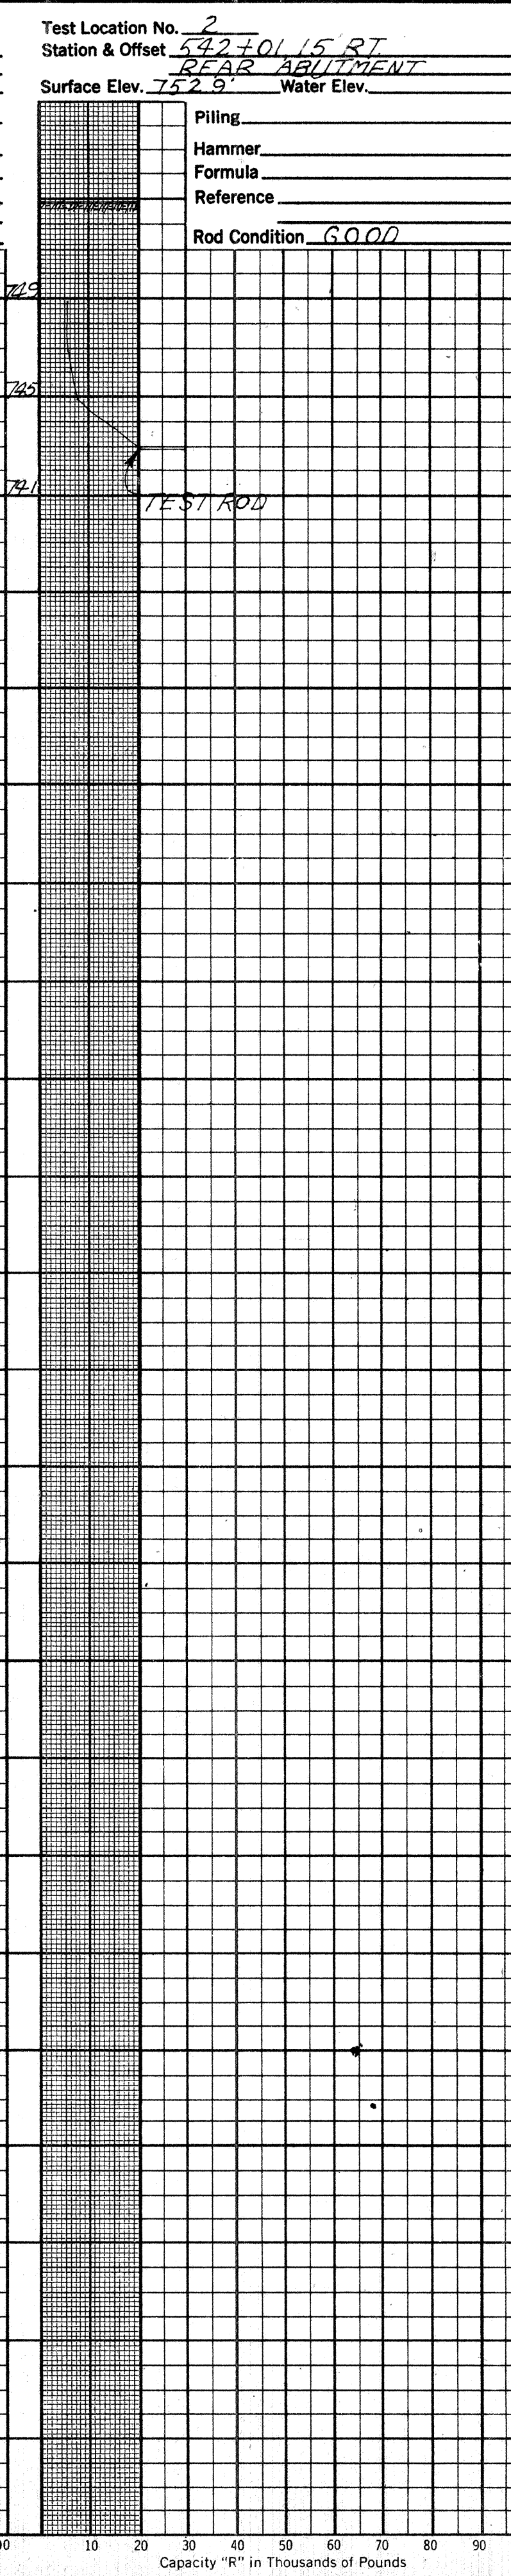 Test Location No. 2
Station & Offset 542+01, 15' RT.
REAR ABUTMENT
Surface Elev. 752.9' Water Elev.
Piling
Hammer
Formula
Reference
Rod Condition GOOD
749
745
741
TEST ROD
00 10 20 30 40 50 60 70 80 90
Capacity "R" in Thousands of Pounds